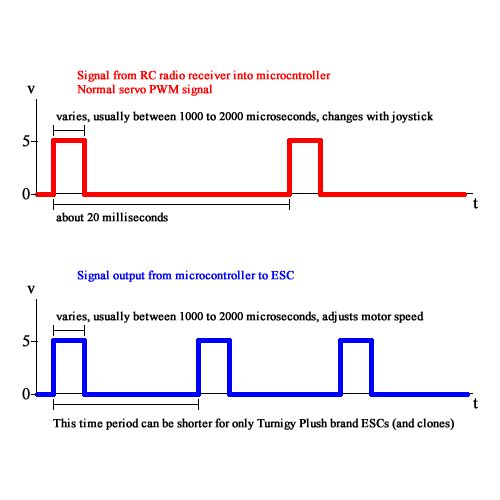 Signal from RC radio receiver into microcntroller
Normal servo PWM signal
v
varies, usually between 1000 to 2000 microseconds, changes with joystick
5
0
t
about 20 milliseconds
Signal output from microcontroller to ESC
v
varies, usually between 1000 to 2000 microseconds, adjusts motor speed
5
0
t
This time period can be shorter for only Turnigy Plush brand ESCs (and clones)